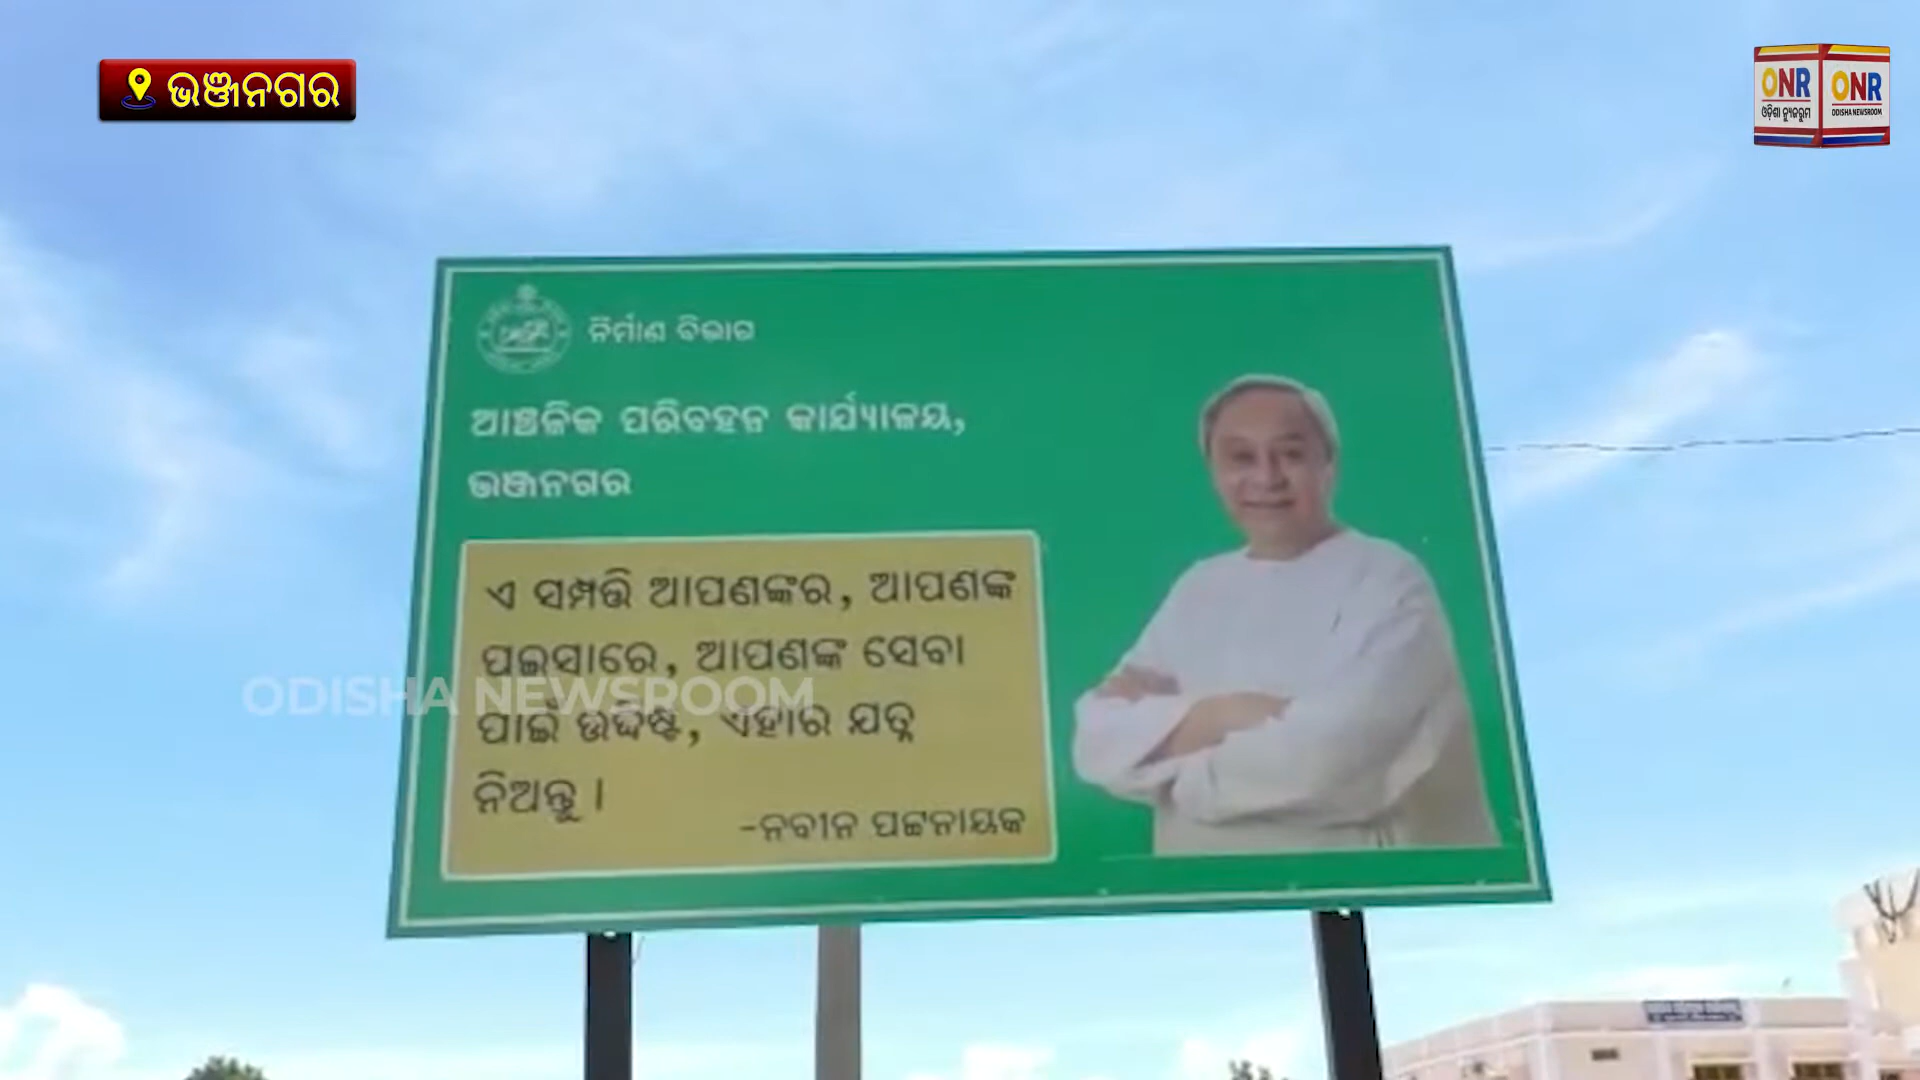 ଭଞ୍ଜନଗର
ONR
ଓଡ଼ିଶା ନ୍ୟୁଜରୁମ
ONR
ODISHA NEWSROOM
ନିର୍ମାଣ ବିଭାଗ
ଆଞ୍ଚଳିକ ପରିବହନ କାର୍ଯ୍ୟାଳୟ,
ଭଞ୍ଜନଗର
ଏ ସମ୍ପତ୍ତି ଆପଣଙ୍କର, ଆପଣଙ୍କ
ପଇସାରେ, ଆପଣଙ୍କ ସେବା
ODISHA NEWSROOM
ପାଇଁ ଉଦ୍ଦିଷ୍ଟ, ଏହାର ଯତ୍ନ
ନିଅନ୍ତୁ ।
-ନବୀନ ପଟ୍ଟନାୟକ